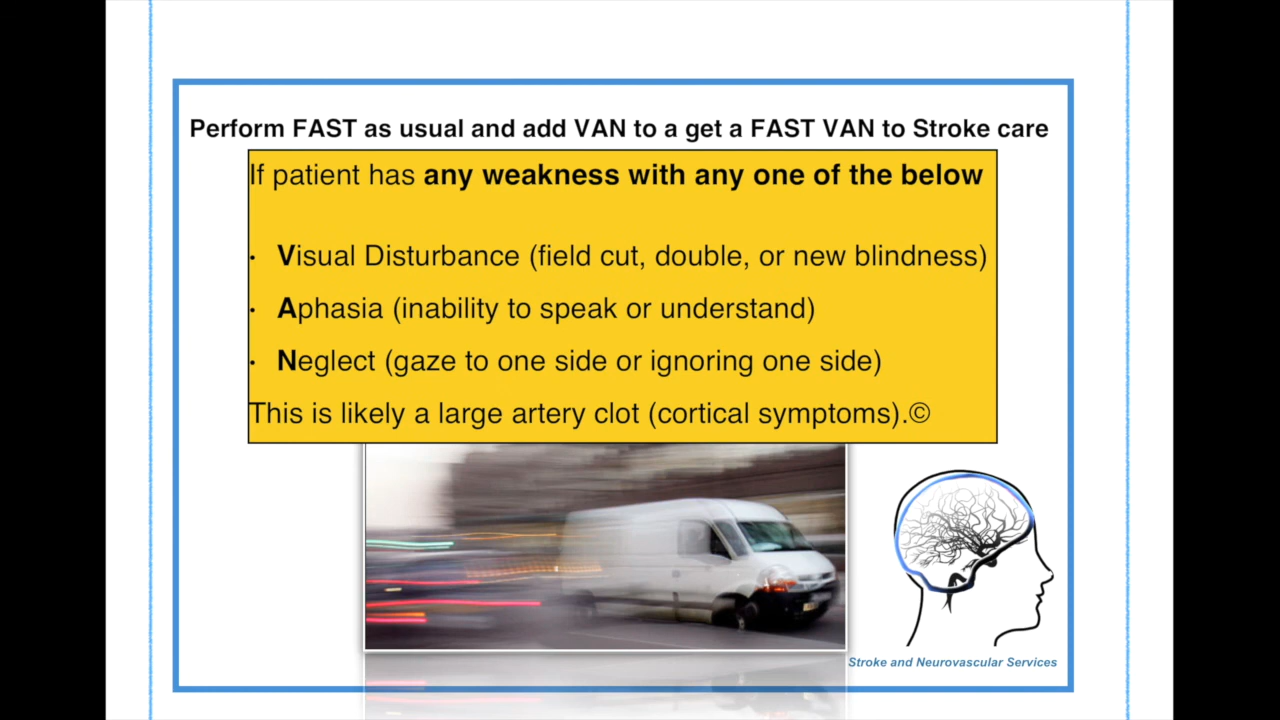 Perform FAST as usual and add VAN to a get a FAST VAN to Stroke care
If patient has any weakness with any one of the below
• Visual Disturbance (field cut, double, or new blindness)
• Aphasia (inability to speak or understand)
• Neglect (gaze to one side or ignoring one side)
This is likely a large artery clot (cortical symptoms).©
Stroke and Neurovascular Services